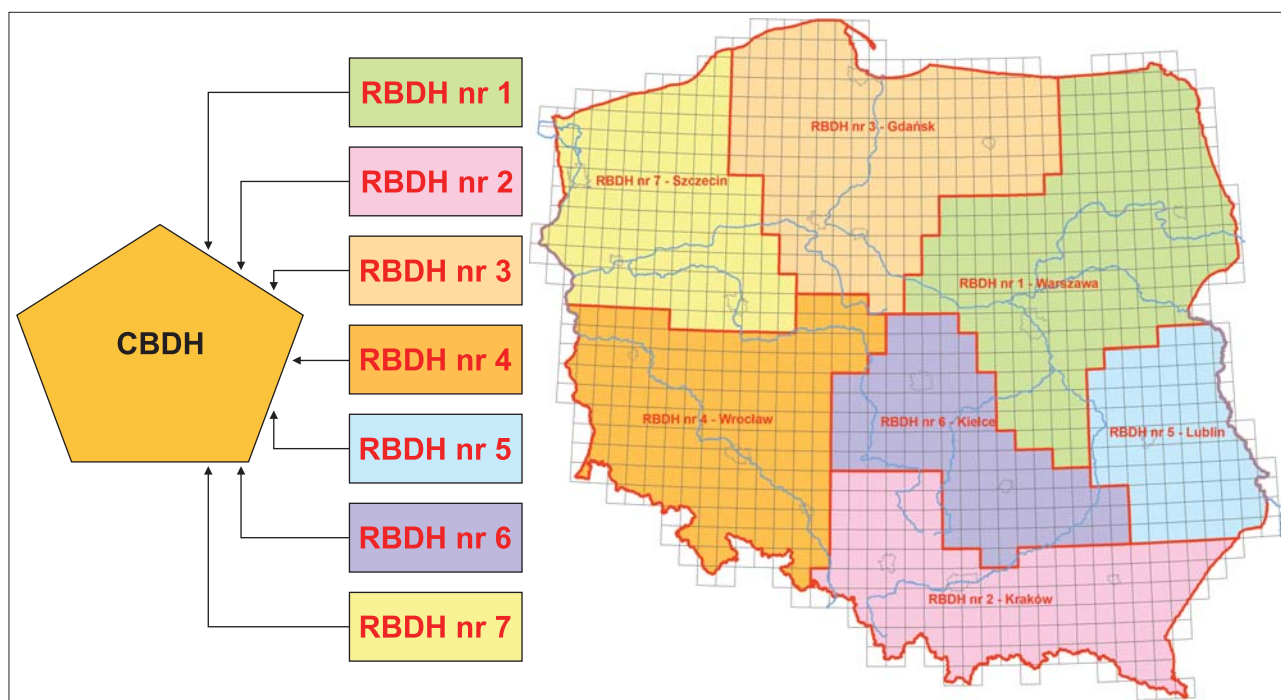 RBDH nr 1
RBDH nr 2
RBDH nr 3
RBDH nr 4
RBDH nr 5
RBDH nr 6
RBDH nr 7
CBDH
RBDH nr 3 - Gdańsk
RBDH nr 7 - Szczecin
RBDH nr 1 - Warszawa
RBDH nr 4 - Wrocław
RBDH nr 6 - Kielce
RBDH nr 5 - Lublin
RBDH nr 2 - Kraków